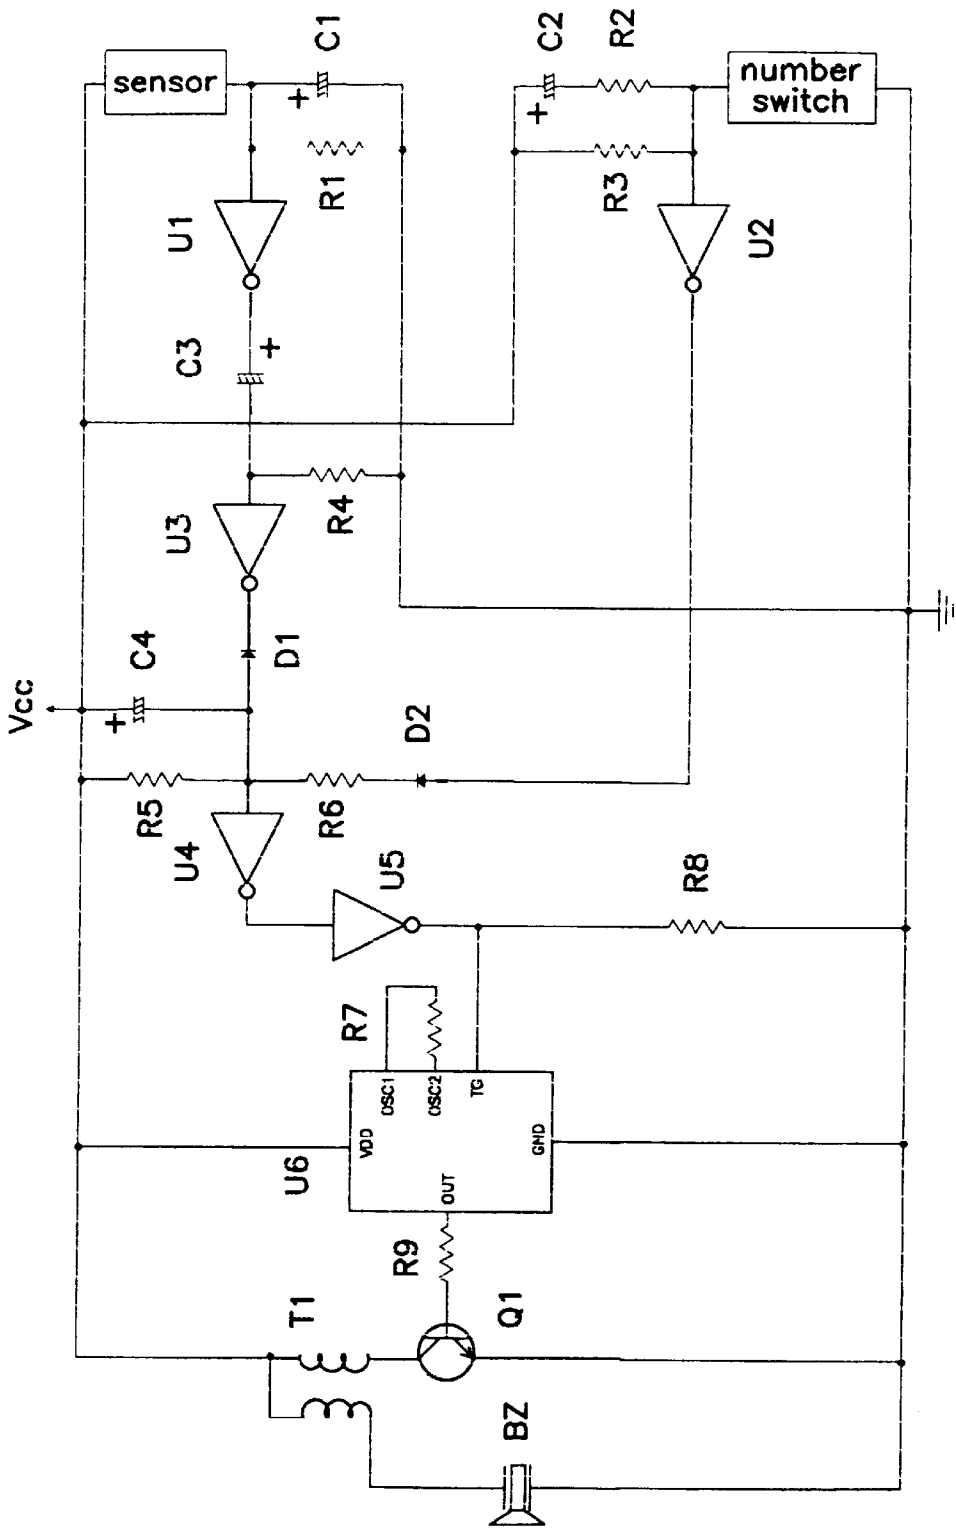 sensor
C1
C2
R2
number
switch
R1
R3
U1
U2
C3
+
+
+
R4
U3
D1
C4
+
Vcc
D2
R5
R6
U4
U5
R8
R7
OSC1
OSC2
TG
VDD
GND
OUT
U6
R9
T1
Q1
BZ